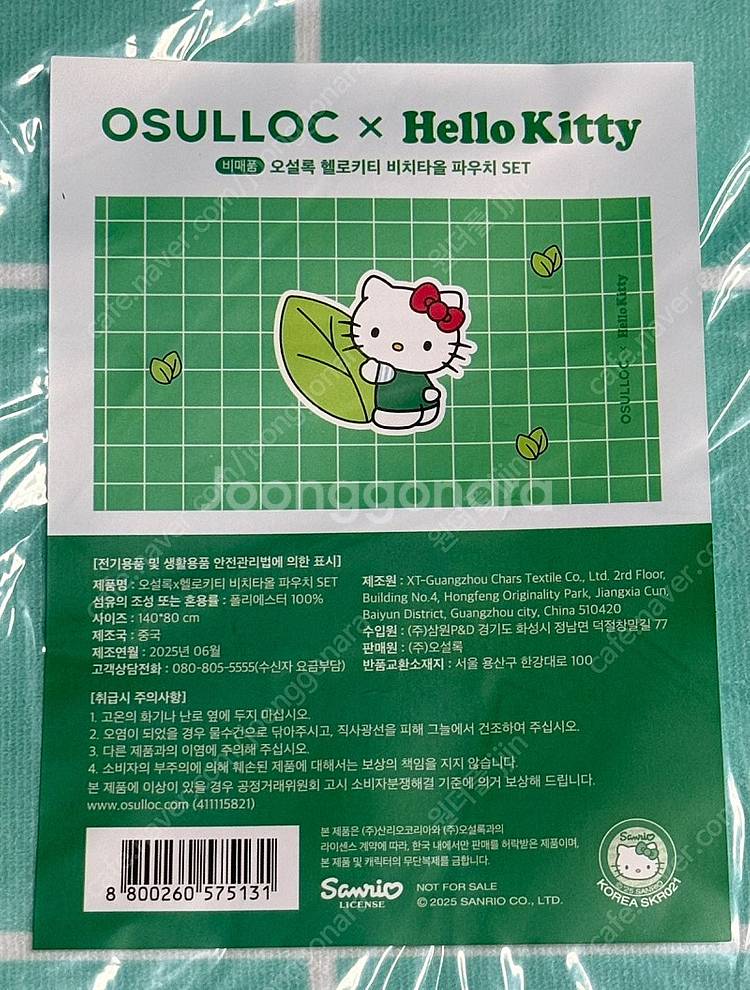 OSULLOC × Hello Kitty
비매품 오설록 헬로키티 비치타올 파우치 SET
OSULLOC × Hello Kitty
Joonggonara
[전기용품 및 생활용품 안전관리법에 의한 표시]
제품명 : 오설록x헬로키티 비치타올 파우치 SET
섬유의 조성 또는 혼용률 : 폴리에스터 100%
사이즈 : 140*80 cm
제조국 : 중국
제조연월 : 2025년 06월
고객상담전화 : 080-805-5555(수신자 요금부담)
제조원 : XT-Guangzhou Chars Textile Co., Ltd. 2rd Floor,
Building No.4, Hongfeng Originality Park, Jiangxia Cun,
Baiyun District, Guangzhou city, China 510420
수입원 : (주)삼원P&D 경기도 화성시 정남면 덕절창말길 77
판매원 : (주)오설록
반품교환소재지 : 서울 용산구 한강대로 100
[취급시 주의사항]
1. 고온의 화기나 난로 옆에 두지 마십시오.
2. 오염이 되었을 경우 물수건으로 닦아주시고, 직사광선을 피해 그늘에서 건조하여 주십시오.
3. 다른 제품과의 이염에 주의해 주십시오.
4. 소비자의 부주의에 의해 훼손된 제품에 대해서는 보상의 책임을 지지 않습니다.
본 제품에 이상이 있을 경우 공정거래위원회 고시 소비자분쟁해결 기준에 의거 보상해 드립니다.
www.osulloc.com (411115821)
8 800260 575131
본 제품은 (주)산리오코리아와 (주)오설록과의
라이센스 계약에 따라, 한국 내에서만 판매를 허락받은 제품이며,
본 제품 및 캐릭터의 무단복제를 금합니다.
Sanrio
LICENSE
NOT FOR SALE
© 2025 SANRIO CO., LTD.
Sanrio
© '25 SANRIO
KOREA SKR021